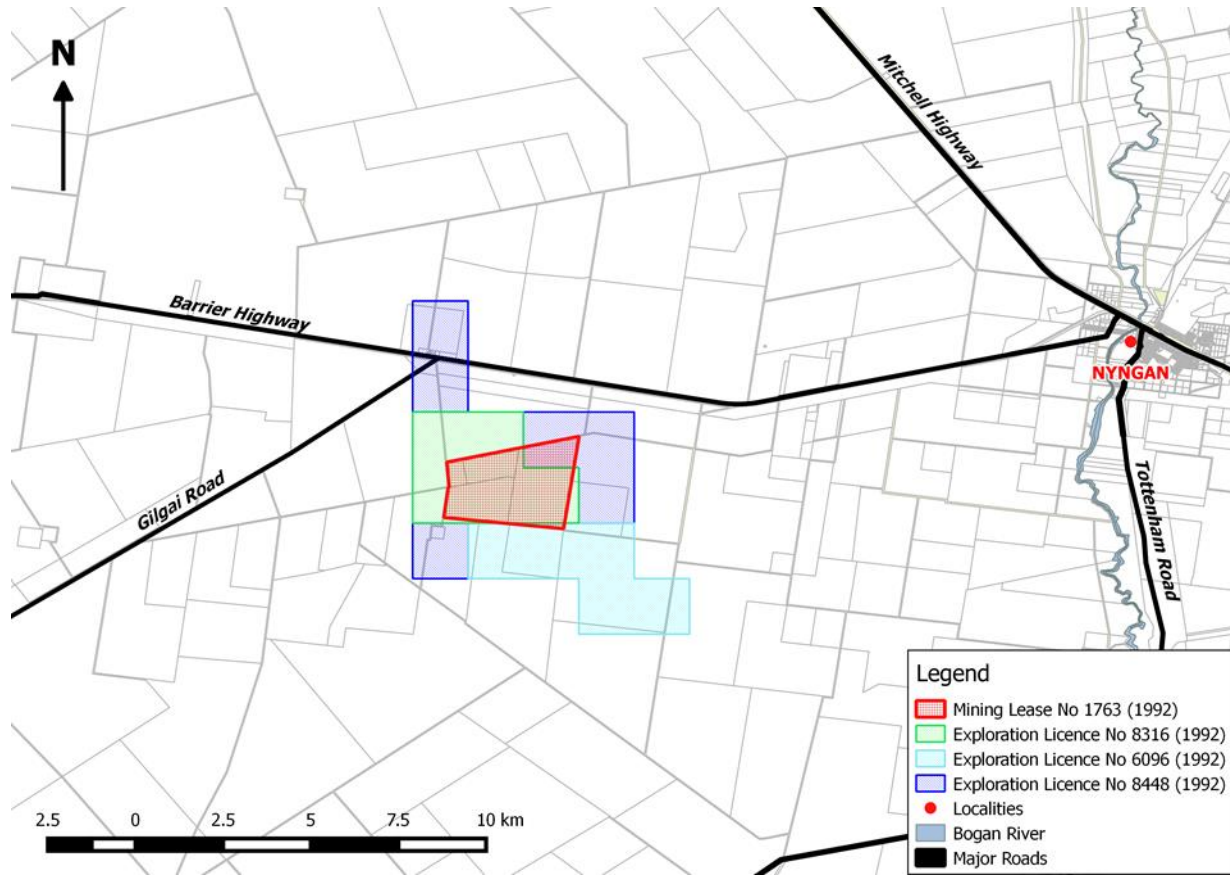 N
Mitchell Highway
Barrier Highway
NYNGAN
Gilgai Road
Tottenham Road
Legend
Mining Lease No 1763 (1992)
Exploration Licence No 8316 (1992)
Exploration Licence No 6096 (1992)
Exploration Licence No 8448 (1992)
Localities
Bogan River
Major Roads
2.5 0 2.5 5 7.5 10 km